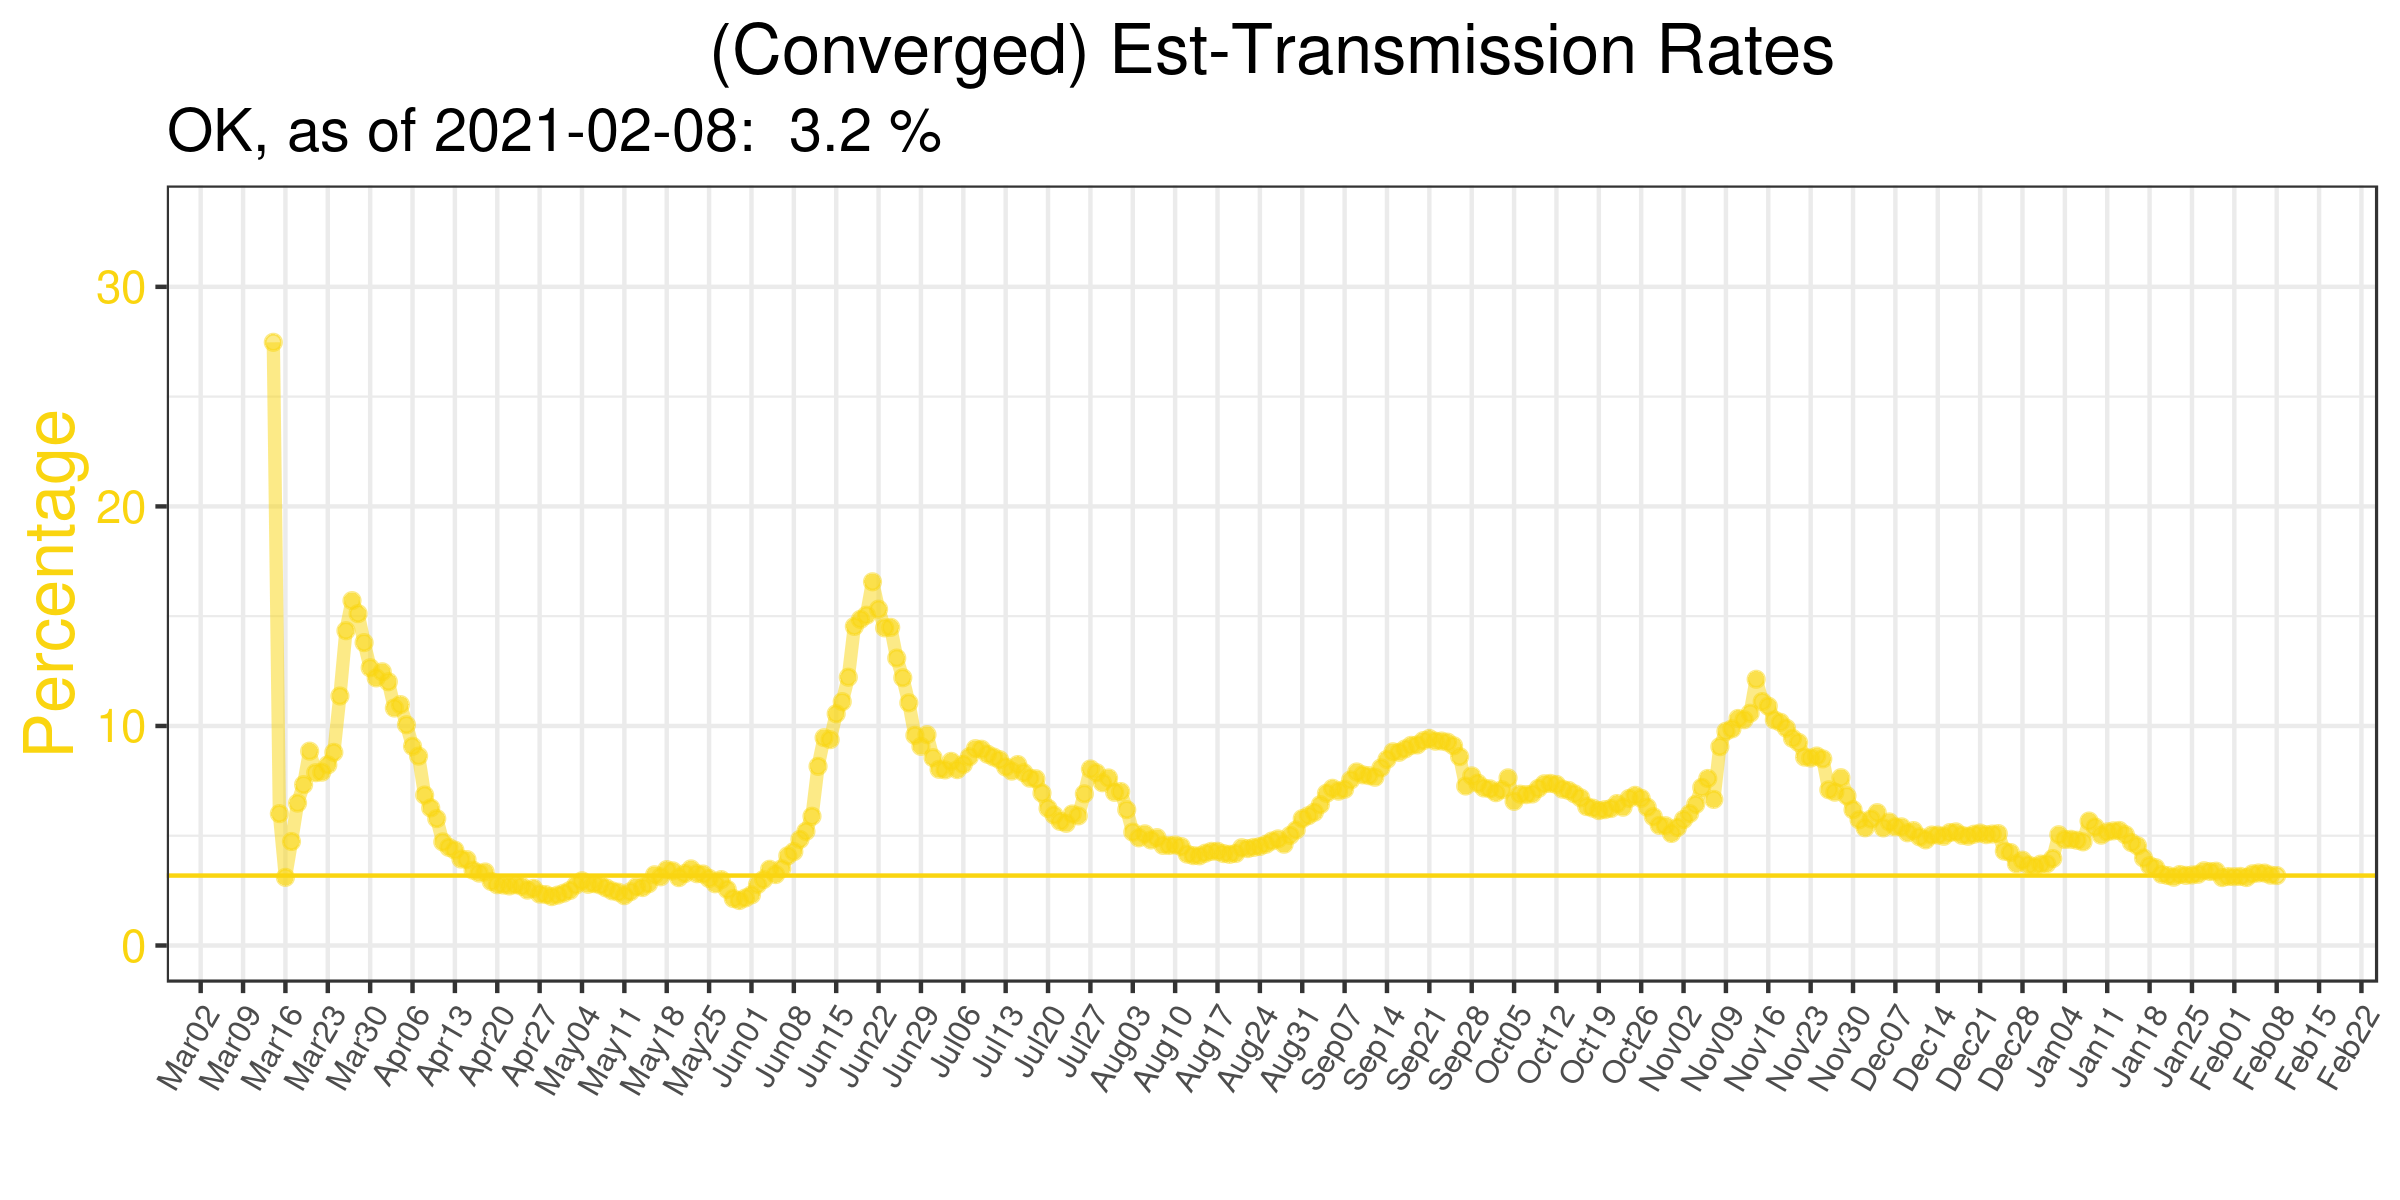 (Converged) Est-Transmission Rates
OK, as of 2021-02-08:  3.2 %
Percentage
30
20
10
0
Mar02
Mar09
Mar16
Mar23
Mar30
Apr06
Apr13
Apr20
Apr27
May04
May11
May18
May25
Jun01
Jun08
Jun15
Jun22
Jun29
Jul06
Jul13
Jul20
Jul27
Aug03
Aug10
Aug17
Aug24
Aug31
Sep07
Sep14
Sep21
Sep28
Oct05
Oct12
Oct19
Oct26
Nov02
Nov09
Nov16
Nov23
Nov30
Dec07
Dec14
Dec21
Dec28
Jan04
Jan11
Jan18
Jan25
Feb01
Feb08
Feb15
Feb22